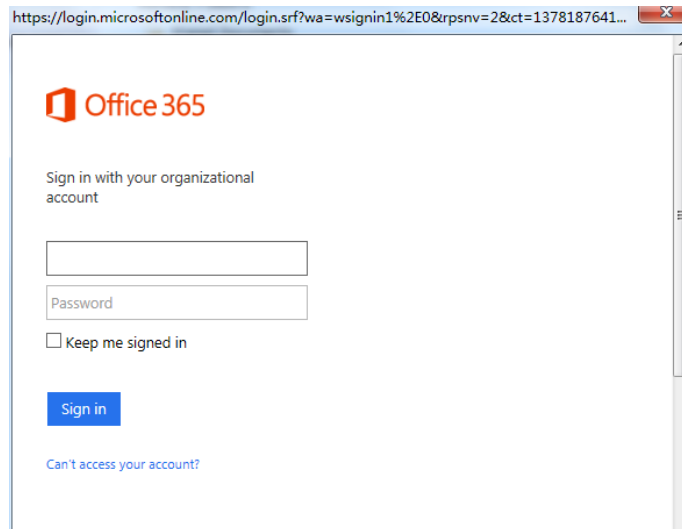 https://login.microsoftonline.com/login.srf?wa=wsignin1%2E0&rpsnv=2&ct=1378187641...
Office 365
Sign in with your organizational
account
Password
Keep me signed in
Sign in
Can't access your account?